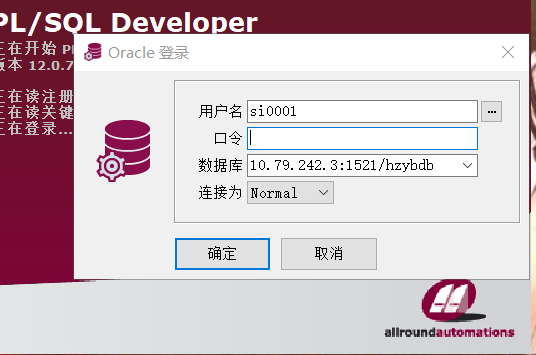 PL/SQL Developer
正在开始 P
版本 12.0.7
正在读注册
正在读关键
正在登录...
Oracle 登录
用户名 si0001 ...
口令
数据库 10.79.242.3:1521/hzybdb
连接为 Normal
确定 取消
allroundautomations